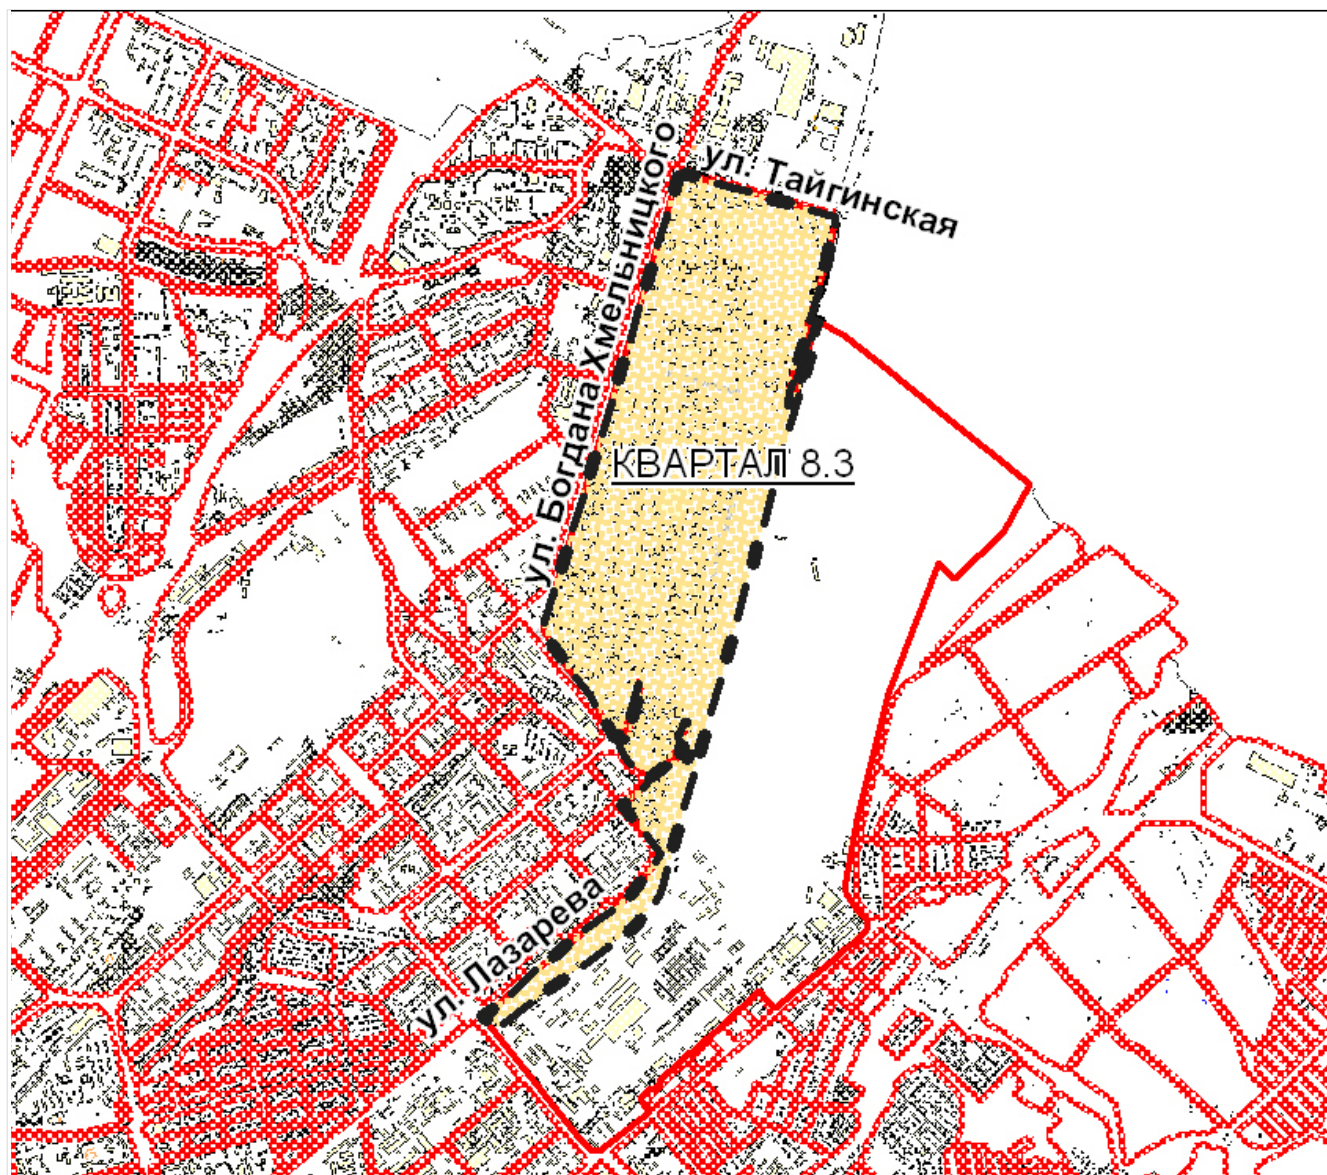 ул. Тайгинская
ул. Богдана Хмельницкого
КВАРТАЛ 8.3
ул. Лазарева